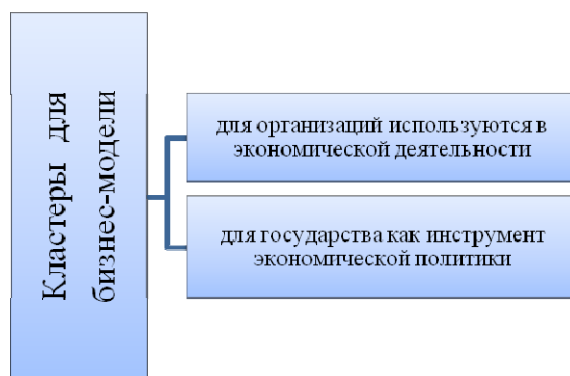 Кластеры для
бизнес-модели
для организаций используются в
экономической деятельности
для государства как инструмент
экономической политики